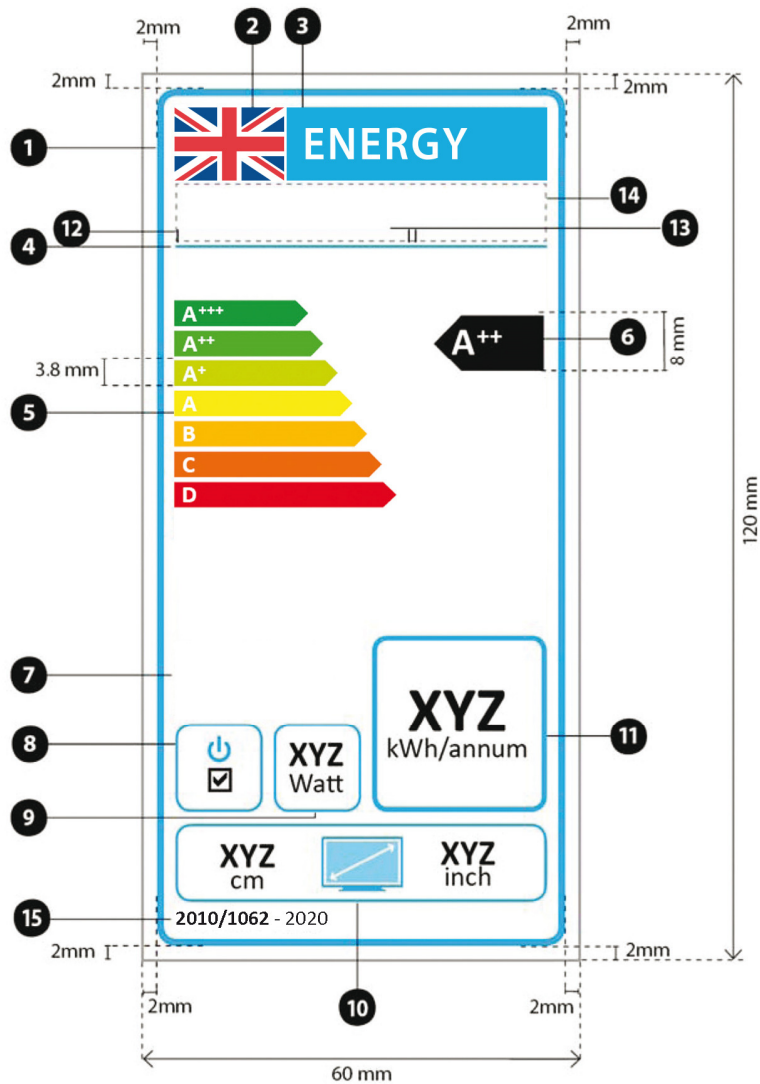 2mm
2
3
2mm
2mm
2mm
1
ENERGY
14
12
13
4
A+++
A++
A++
6
8 mm
3.8 mm
A+
5
A
B
C
D
120 mm
7
XYZ
kWh/annum
11
8
XYZ
Watt
9
XYZ
cm
XYZ
inch
15
2010/1062 - 2020
2mm
2mm
2mm
10
2mm
60 mm